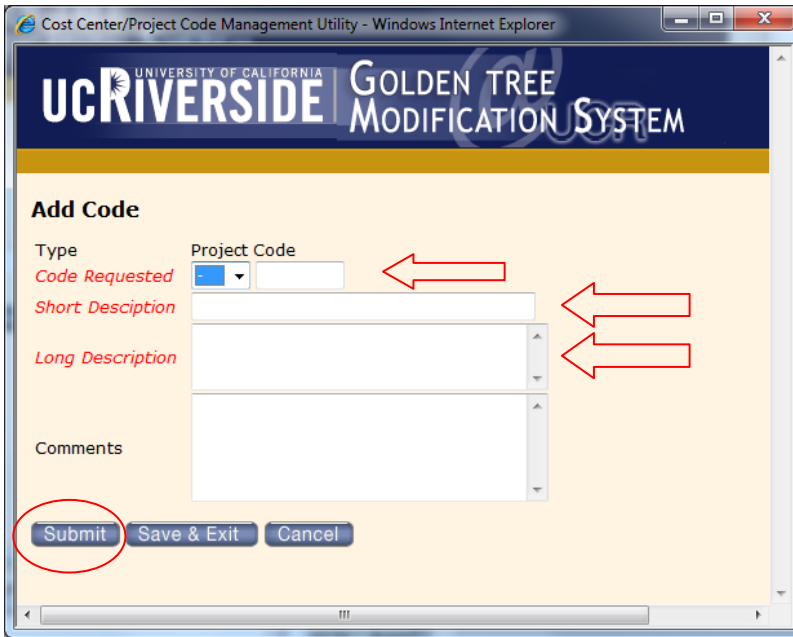 Cost Center/Project Code Management Utility - Windows Internet Explorer
UNIVERSITY OF CALIFORNIA
UCRIVERSIDE
GOLDEN TREE
MODIFICATION SYSTEM
@UCR
Add Code
Type Project Code
Code Requested -
Short Desciption
Long Description
Comments
Submit Save & Exit Cancel